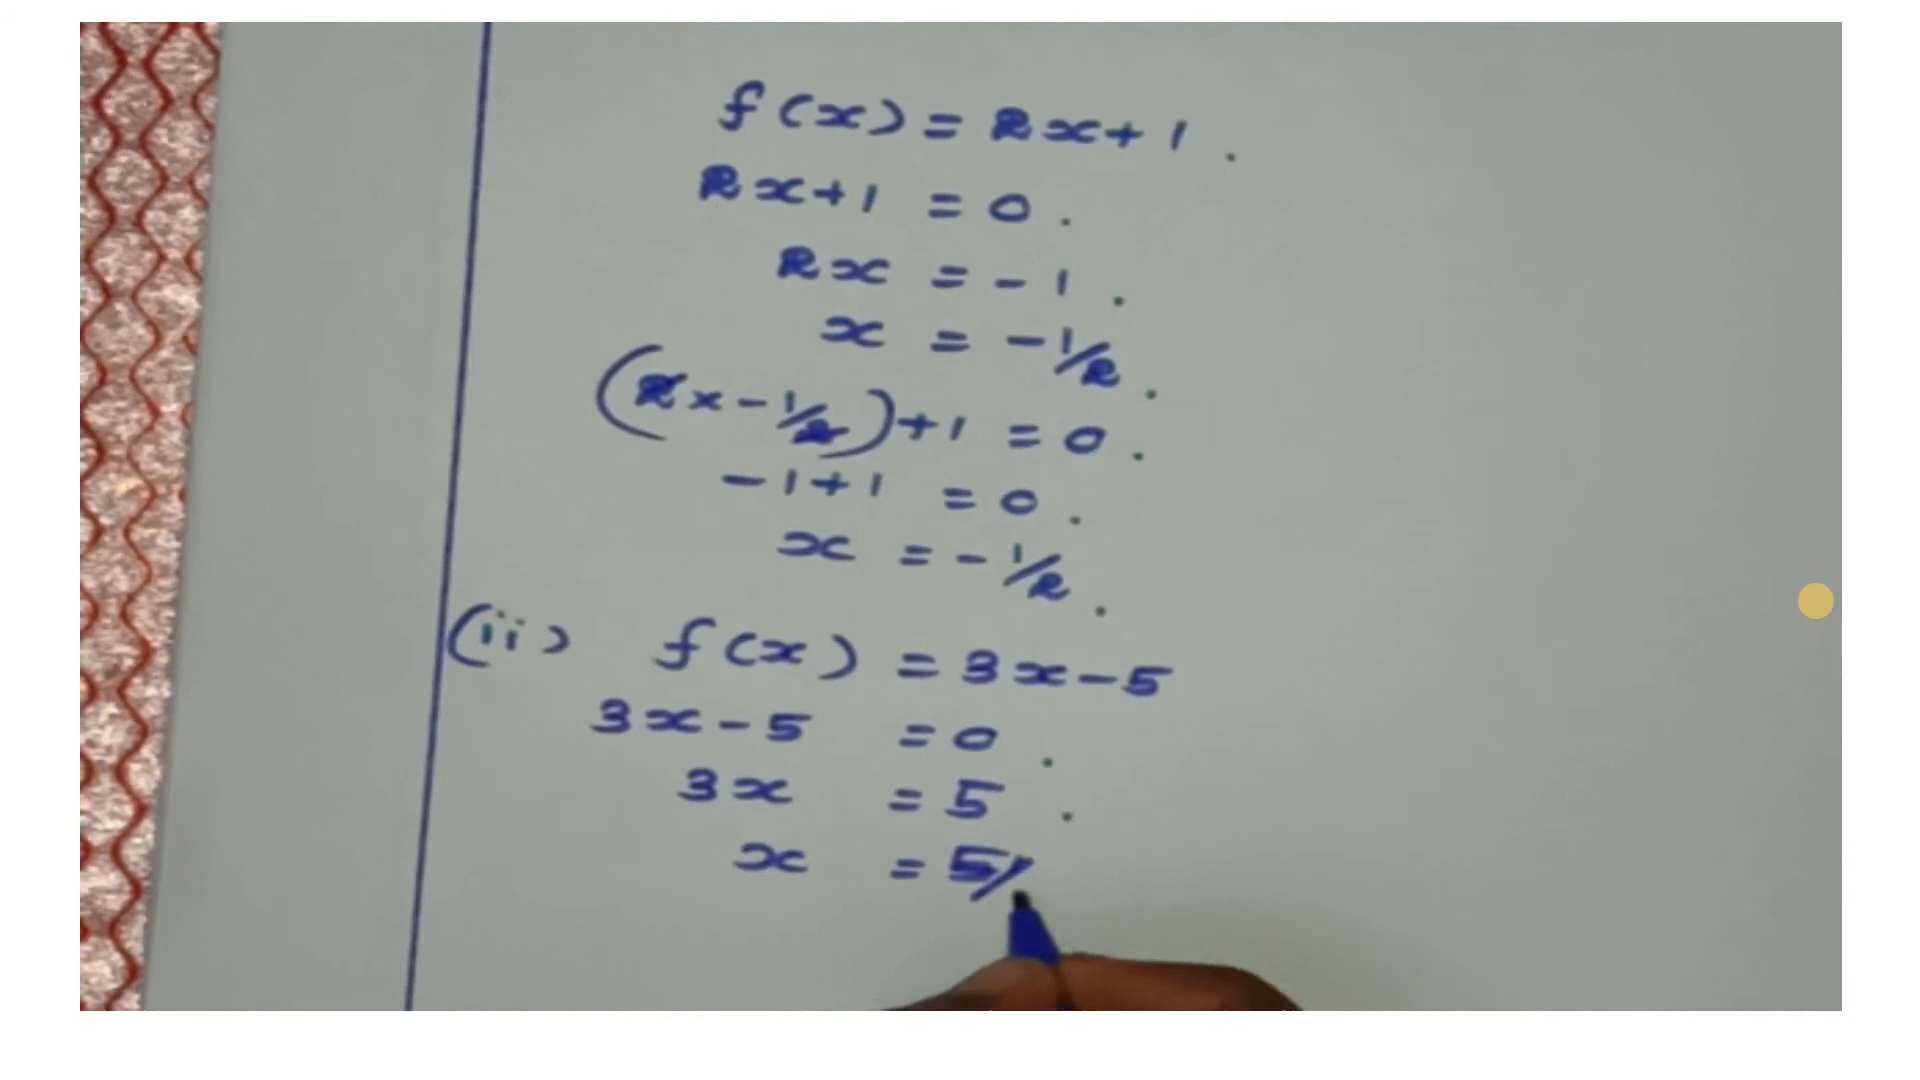 f(x) = 2x+1.
2x+1 = 0.
2x = -1.
x = -1/2.
(2x-1/2)+1 = 0.
-1+1 = 0.
x = -1/2.
(ii) f(x) = 3x-5
3x-5 = 0.
3x = 5.
x = 5/